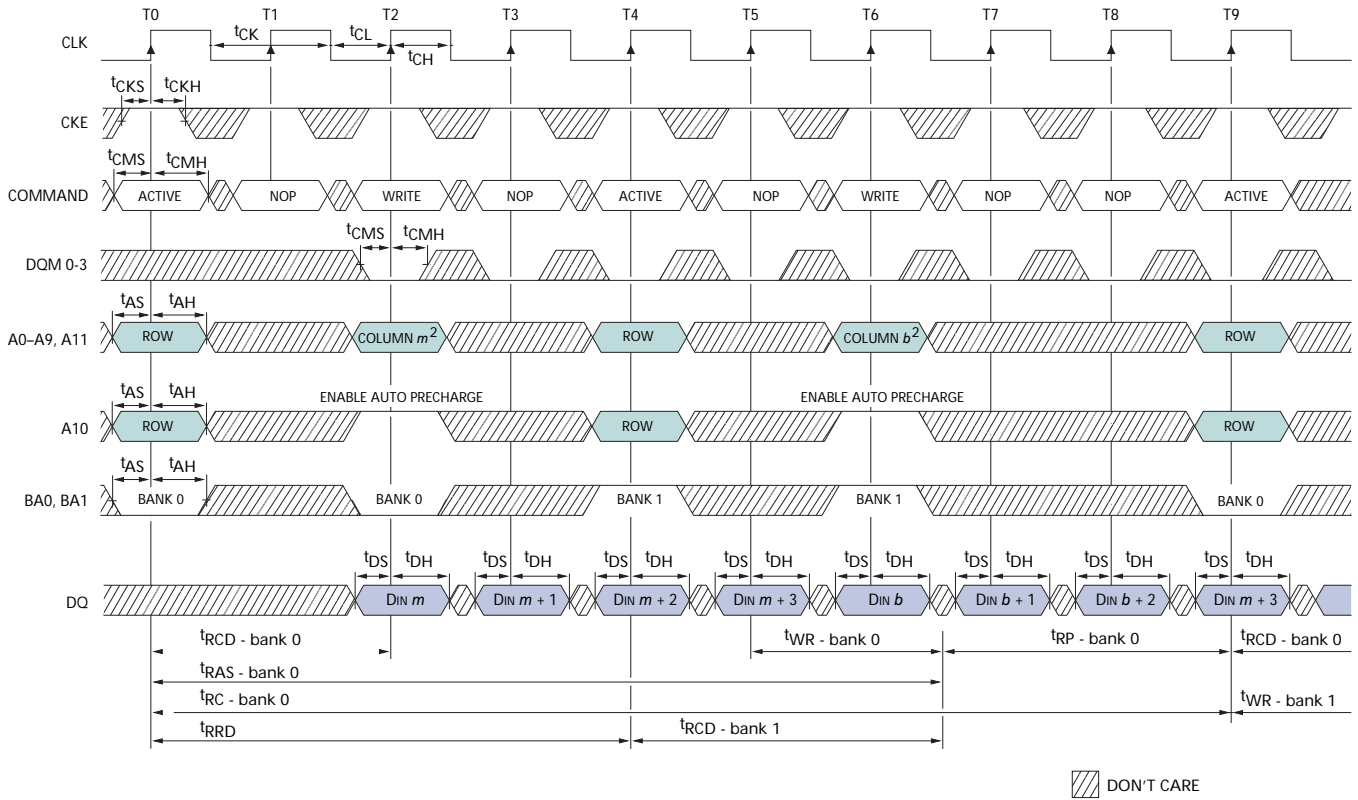 T0 T1 T2 T3 T4 T5 T6 T7 T8 T9
CLK
tCK tCL
tCH
tCKS tCKH
CKE
tCMS tCMH
COMMAND ACTIVE NOP WRITE NOP ACTIVE NOP WRITE NOP NOP ACTIVE
tCMS tCMH
DQM 0-3
tAS tAH
A0–A9, A11 ROW COLUMN m2 ROW COLUMN b2 ROW
tAS tAH ENABLE AUTO PRECHARGE ENABLE AUTO PRECHARGE
A10 ROW ROW ROW
tAS tAH
BA0, BA1 BANK 0 BANK 0 BANK 1 BANK 1 BANK 0
tDS tDH tDS tDH tDS tDH tDS tDH tDS tDH tDS tDH tDS tDH tDS tDH
DQ DIN m DIN m + 1 DIN m + 2 DIN m + 3 DIN b DIN b + 1 DIN b + 2 DIN m + 3
tRCD - bank 0 tWR - bank 0 tRP - bank 0 tRCD - bank 0
tRAS - bank 0
tRC - bank 0 tWR - bank 1
tRRD tRCD - bank 1
DON'T CARE